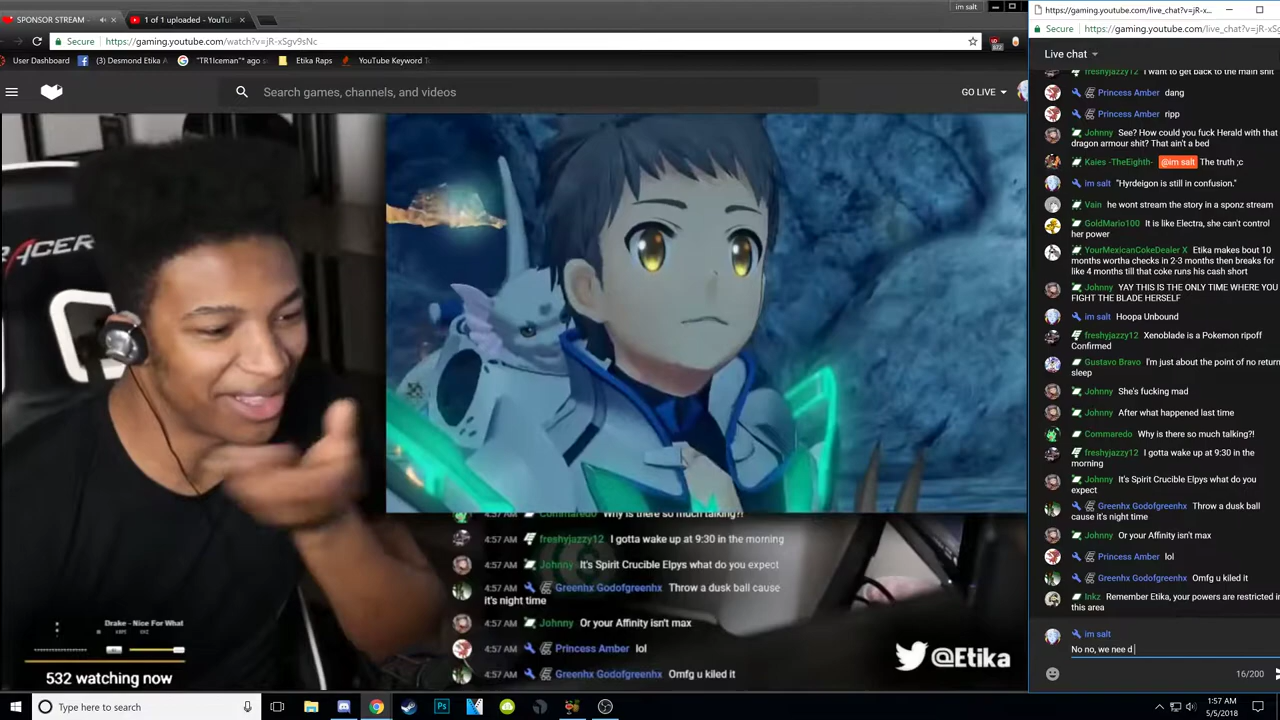 SPONSOR STREAM
1 of 1 uploaded - YouTu
im salt
https://gaming.youtube.com/live_chat?v=jR-x
Secure
https://gaming.youtube.com/watch?v=jR-xSgv9sNc
Secure
https://gaming.youtube.com/live_chat?v=jR-xSg
User Dashboard
(3) Desmond Etika A
"TR1Iceman"* ago s
Etika Raps
YouTube Keyword To
Search games, channels, and videos
GO LIVE
Live chat
freshyjazzy12 I want to get back to the main shit
Princess Amber dang
Princess Amber ripp
Johnny See? How could you fuck Herald with that
dragon armour shit? That ain't a bed
Kaies -TheEighth- @im salt The truth ;c
im salt "Hyrdeigon is still in confusion."
Vain he wont stream the story in a sponz stream
GoldMario100 It is like Electra, she can't control
her power
YourMexicanCokeDealer X Etika makes bout 10
months wortha checks in 2-3 months then breaks for
like 4 months till that coke runs his cash short
Johnny YAY THIS IS THE ONLY TIME WHERE YOU
FIGHT THE BLADE HERSELF
im salt Hoopa Unbound
freshyjazzy12 Xenoblade is a Pokemon ripoff
Confirmed
Gustavo Bravo I'm just about the point of no return
sleep
Johnny She's fucking mad
Johnny After what happened last time
Commaredo Why is there so much talking?!
freshyjazzy12 I gotta wake up at 9:30 in the
morning
Johnny It's Spirit Crucible Elpys what do you
expect
Greenhx Godofgreenhx Throw a dusk ball
cause it's night time
Johnny Or your Affinity isn't max
Princess Amber lol
Greenhx Godofgreenhx Omfg u killed it
Inkz Remember Etika, your powers are restricted in
this area
im salt
No no, we nee d
16/200
ACER
4:57 AM Commaredo Why is there so much talking?!
4:57 AM freshyjazzy12 I gotta wake up at 9:30 in the morning
4:57 AM Johnny It's Spirit Crucible Elpys what do you expect
4:57 AM Greenhx Godofgreenhx Throw a dusk ball cause
it's night time
4:57 AM Johnny Or your Affinity isn't max
4:57 AM Princess Amber lol
4:57 AM Greenhx Godofgreenhx Omfg u killed it
Drake - Nice For What
532 watching now
@Etika
Type here to search
Ps
1:57 AM
5/5/2018